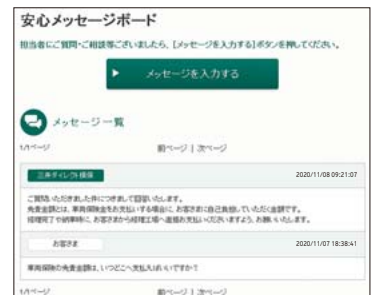 安心メッセージボード
担当者にご質問・ご相談等ございましたら、[メッセージを入力する]ボタンを押してください。
メッセージを入力する
メッセージ一覧
1/1ページ
前ページ | 次ページ
三井ダイレクト損保
2020/11/08 09:21:07
ご質問いただきました件につきまして回答いたします。
免責金額とは、車両保険金をお支払いする場合に、お客さまに自己負担していただく金額です。
修理完了や納車時に、お客さまから修理工場へ直接お支払いくださいますよう、お願いいたします。
お客さま
2020/11/07 18:38:41
車両保険の免責金額は、いつどこへ支払えばいいですか?
1/1ページ
前ページ | 次ページ